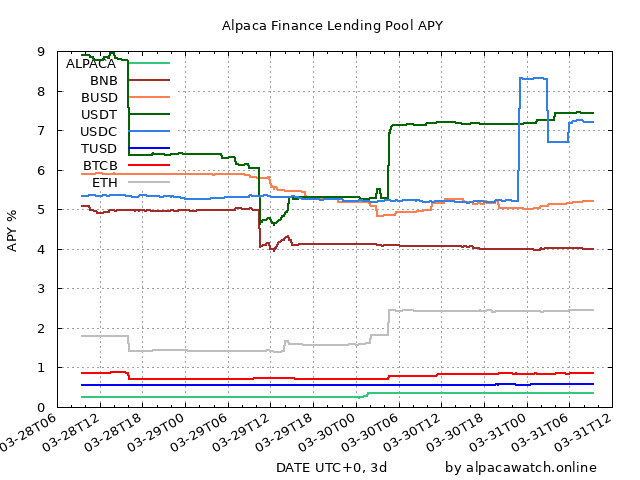 Alpaca Finance Lending Pool APY
9
8
7
6
5
4
3
2
1
0
APY %
ALPACA
BNB
BUSD
USDT
USDC
TUSD
BTCB
ETH
03-28T06
03-28T12
03-28T18
03-29T00
03-29T06
03-29T12
03-29T18
03-30T00
03-30T06
03-30T12
03-30T18
03-31T00
03-31T06
03-31T12
DATE UTC+0, 3d
by alpacawatch.online